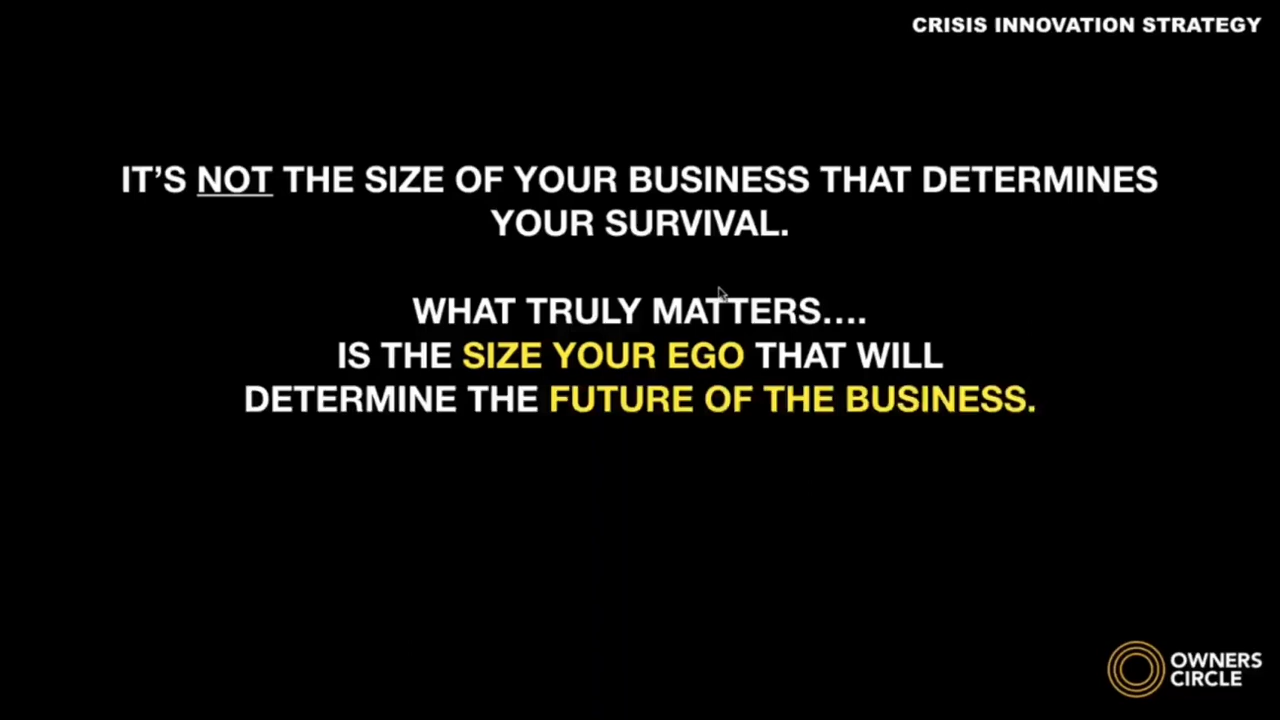 CRISIS INNOVATION STRATEGY
IT’S NOT THE SIZE OF YOUR BUSINESS THAT DETERMINES
YOUR SURVIVAL.
WHAT TRULY MATTERS....
IS THE SIZE YOUR EGO THAT WILL
DETERMINE THE FUTURE OF THE BUSINESS.
OWNERS
CIRCLE